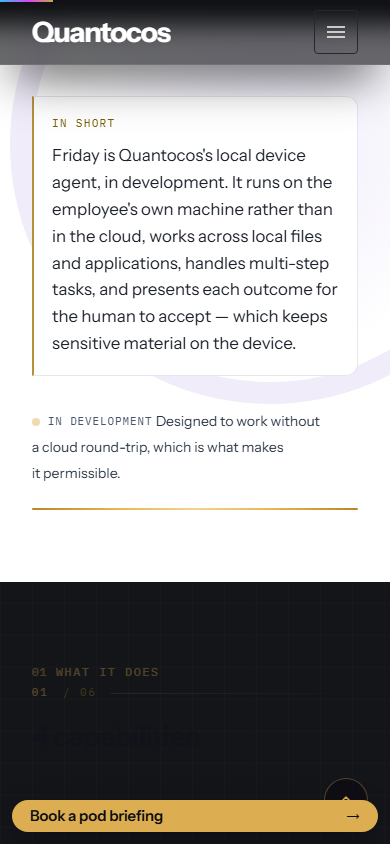 Quantocos
IN SHORT
Friday is Quantocos's local device
agent, in development. It runs on the
employee's own machine rather than
in the cloud, works across local files
and applications, handles multi-step
tasks, and presents each outcome for
the human to accept — which keeps
sensitive material on the device.
IN DEVELOPMENT Designed to work without
a cloud round-trip, which is what makes
it permissible.
01 WHAT IT DOES
01 / 06
4 capabilities
Book a pod briefing →